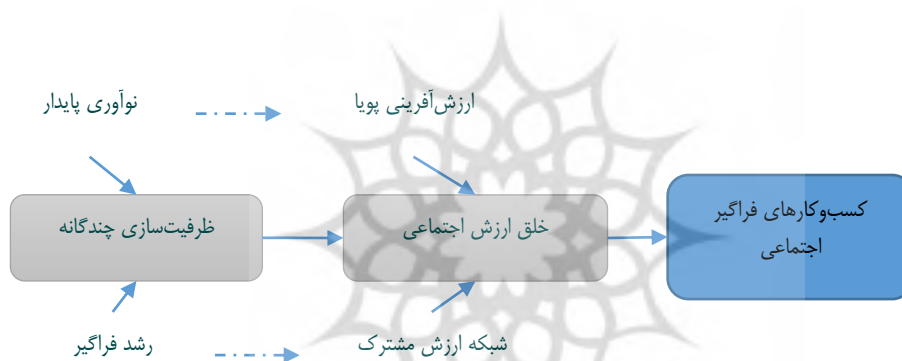 ارزش‌آفرینی پویا
نوآوری پایدار
کسب‌وکارهای فراگیر
اجتماعی
خلق ارزش اجتماعی
ظرفیت‌سازی چندگانه
شبکه ارزش مشترک
رشد فراگیر